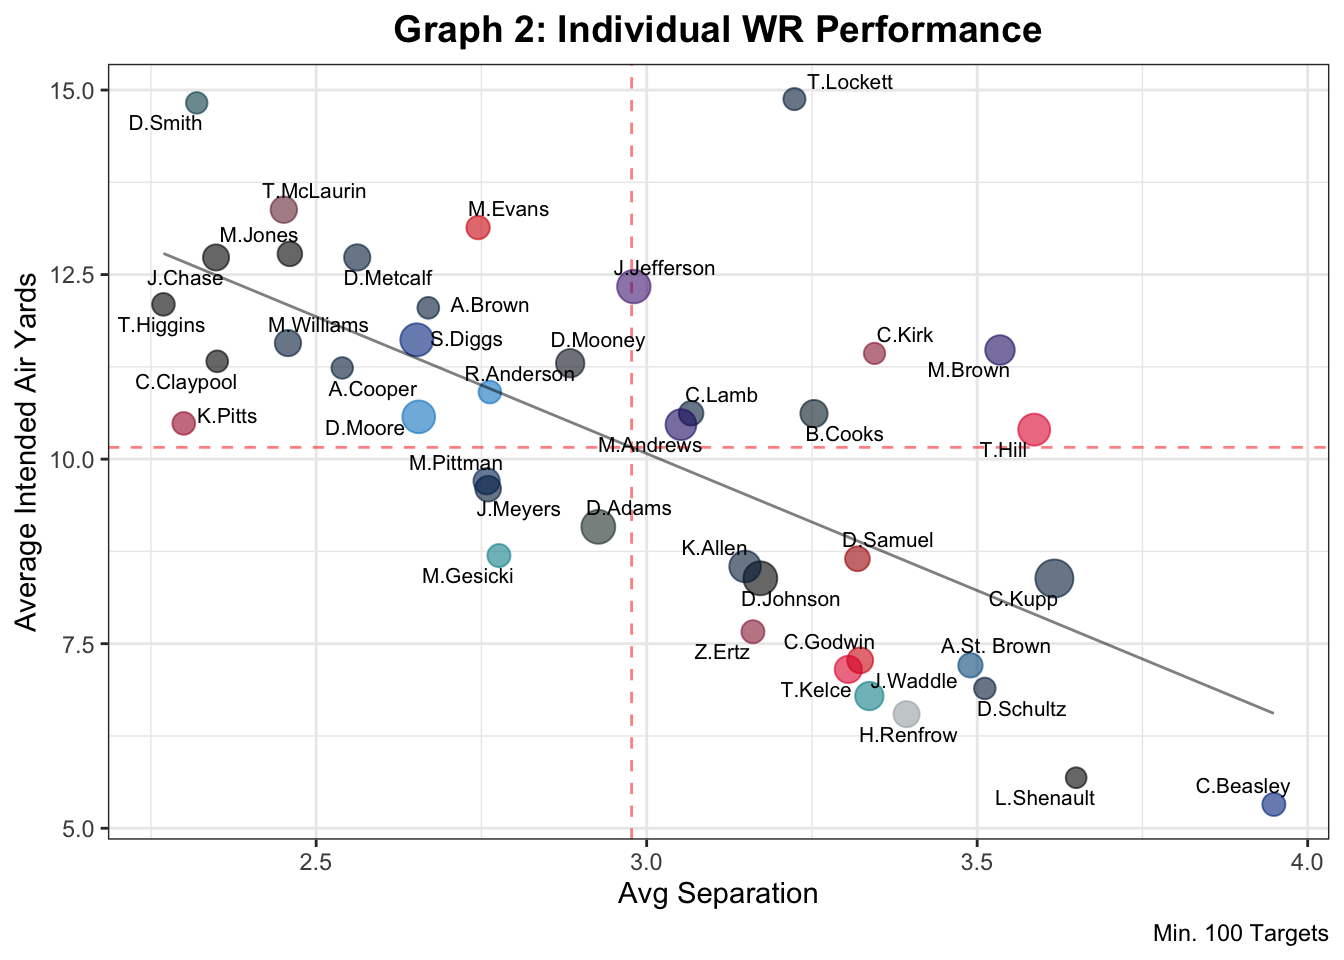 Graph 2: Individual WR Performance
15.0
12.5
10.0
7.5
5.0
Average Intended Air Yards
T.Lockett
D.Smith
T.McLaurin
M.Evans
M.Jones
J.Jefferson
J.Chase
D.Metcalf
A.Brown
T.Higgins
M.Williams
C.Kirk
S.Diggs
D.Mooney
M.Brown
R.Anderson
C.Claypool
A.Cooper
C.Lamb
K.Pitts
D.Moore
B.Cooks
M.Andrews
T.Hill
M.Pittman
J.Meyers
D.Adams
D.Samuel
K.Allen
M.Gesicki
D.Johnson
C.Kupp
C.Godwin
A.St. Brown
Z.Ertz
J.Waddle
T.Kelce
D.Schultz
H.Renfrow
C.Beasley
L.Shenault
2.5
3.0
3.5
4.0
Avg Separation
Min. 100 Targets